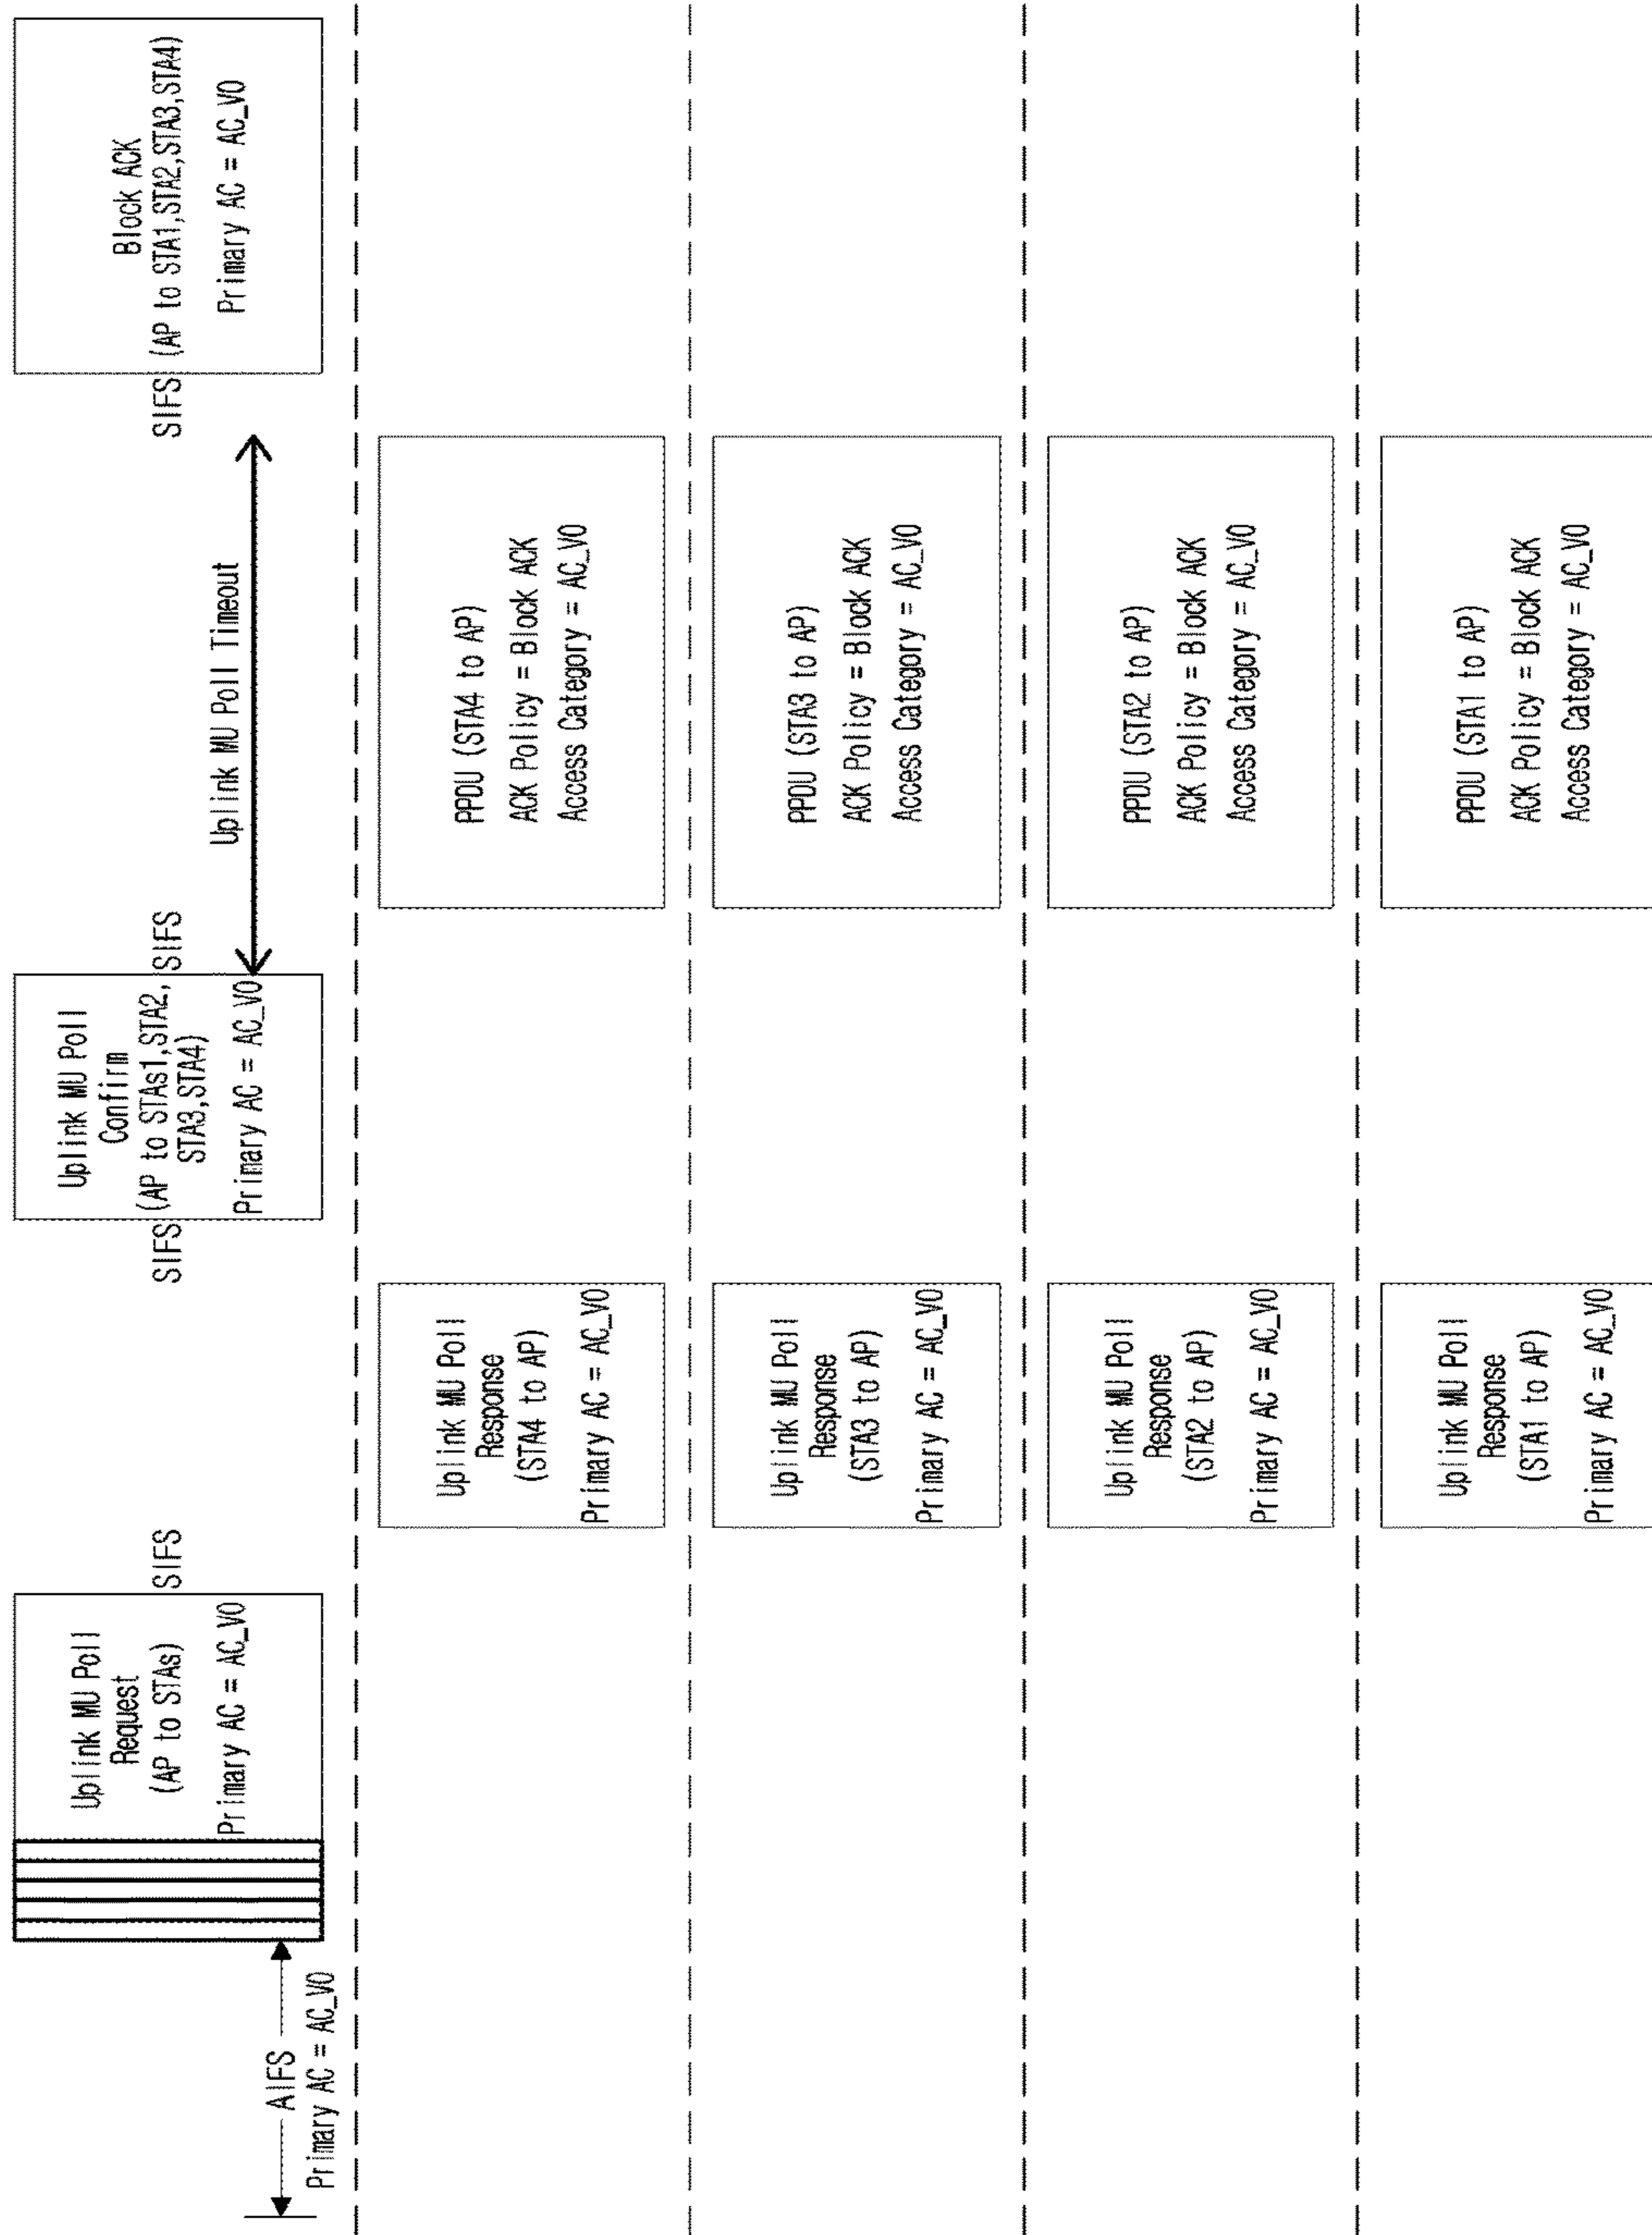 AIFS
Primary AC = AC_VO
Uplink MU Poll
Request
(AP to STAs)
Primary AC = AC_VO
SIFS
SIFS
Uplink MU Poll
Confirm
(AP to STAs1,STA2,
STA3,STA4)
Primary AC = AC_VO
SIFS
Uplink MU Poll Timeout
SIFS
Block ACK
(AP to STA1,STA2,STA3,STA4)
Primary AC = AC_VO
Uplink MU Poll
Response
(STA4 to AP)
Primary AC = AC_VO
PPDU (STA4 to AP)
ACK Policy = Block ACK
Access Category = AC_VO
Uplink MU Poll
Response
(STA3 to AP)
Primary AC = AC_VO
PPDU (STA3 to AP)
ACK Policy = Block ACK
Access Category = AC_VO
Uplink MU Poll
Response
(STA2 to AP)
Primary AC = AC_VO
PPDU (STA2 to AP)
ACK Policy = Block ACK
Access Category = AC_VO
Uplink MU Poll
Response
(STA1 to AP)
Primary AC = AC_VO
PPDU (STA1 to AP)
ACK Policy = Block ACK
Access Category = AC_VO